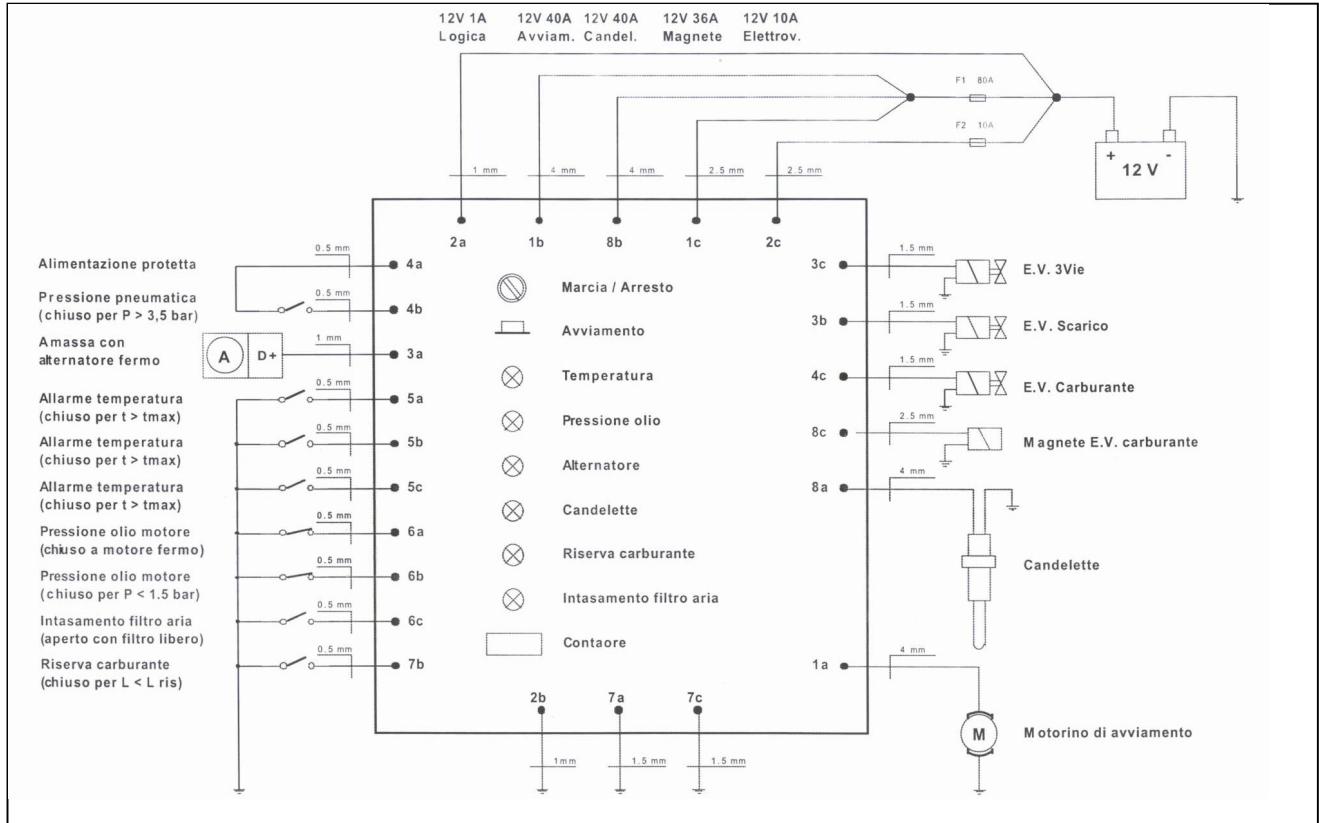 12V 1A 12V 40A 12V 40A 12V 36A 12V 10A
Logica Avviam. Candel. Magnete Elettrov.
F1 80A
F2 10A
+ -
12 V
1 mm 4 mm 4 mm 2.5 mm 2.5 mm
2a 1b 8b 1c 2c
Alimentazione protetta
0.5 mm
4a
Pressione pneumatica
(chiuso per P > 3,5 bar)
0.5 mm
4b
A massa con
alternatore fermo
A D+
1 mm
3a
Allarme temperatura
(chiuso per t > tmax)
0.5 mm
5a
Allarme temperatura
(chiuso per t > tmax)
0.5 mm
5b
Allarme temperatura
(chiuso per t > tmax)
0.5 mm
5c
Pressione olio motore
(chiuso a motore fermo)
0.5 mm
6a
Pressione olio motore
(chiuso per P < 1.5 bar)
0.5 mm
6b
Intasamento filtro aria
(aperto con filtro libero)
0.5 mm
6c
Riserva carburante
(chiuso per L < L ris)
0.5 mm
7b
Marcia / Arresto
Avviamento
Temperatura
Pressione olio
Alternatore
Candelette
Riserva carburante
Intasamento filtro aria
Contaore
3c
1.5 mm
E.V. 3Vie
3b
1.5 mm
E.V. Scarico
4c
1.5 mm
E.V. Carburante
8c
2.5 mm
Magnete E.V. carburante
8a
4 mm
Candelette
1a
4 mm
M
Motorino di avviamento
2b 7a 7c
1mm 1.5 mm 1.5 mm